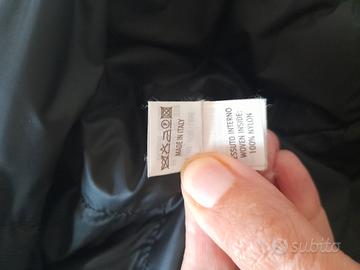 MADE IN ITALY
TESSUTO INTERNO
WOVEN INSIDE:
100% NYLON
subito